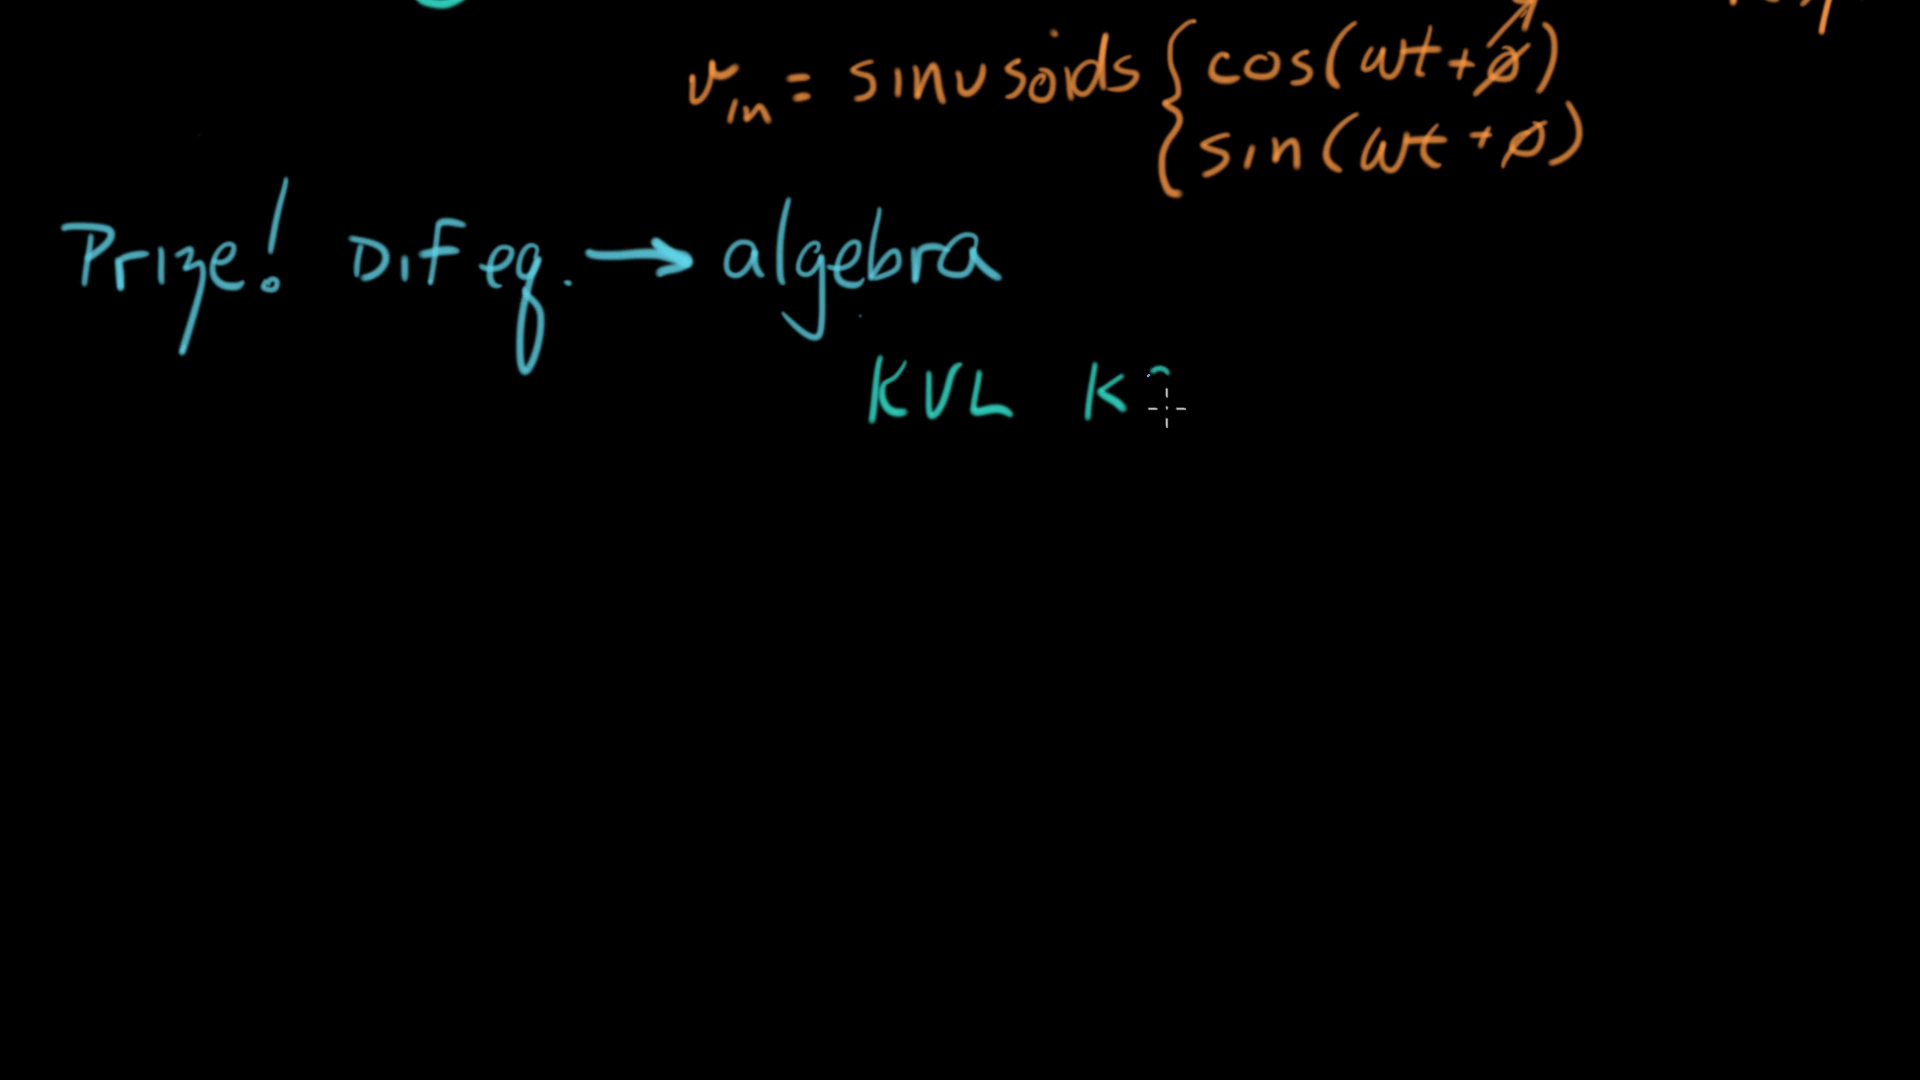 v_in = sinusoids { cos(ωt + ø)
sin(ωt + ø)
Prize! Dif eq. → algebra
KVL K